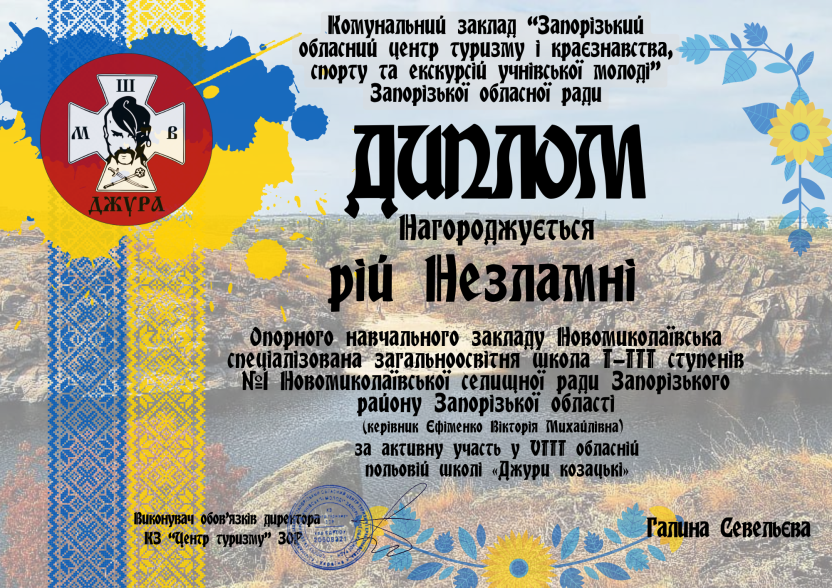 Комунальний заклад "Запорізький
обласний центр туризму і краєзнавства,
спорту та екскурсій учнівської молоді"
Запорізької обласної ради
Ш
М В
ДЖУРА
ДИПЛОМ
Нагороджується
рій Незламні
Опорного навчального закладу Новомиколаївська
спеціалізована загальноосвітня школа І-ІІІ ступенів
№1 Новомиколаївської селищної ради Запорізького
району Запорізької області
(керівник Єфіменко Вікторія Михайлівна)
за активну участь у VІІІ обласній
польовій школі «Джури козацькі»
Виконувач обов'язків директора
КЗ "Центр туризму" ЗОР
Галина Севельєва